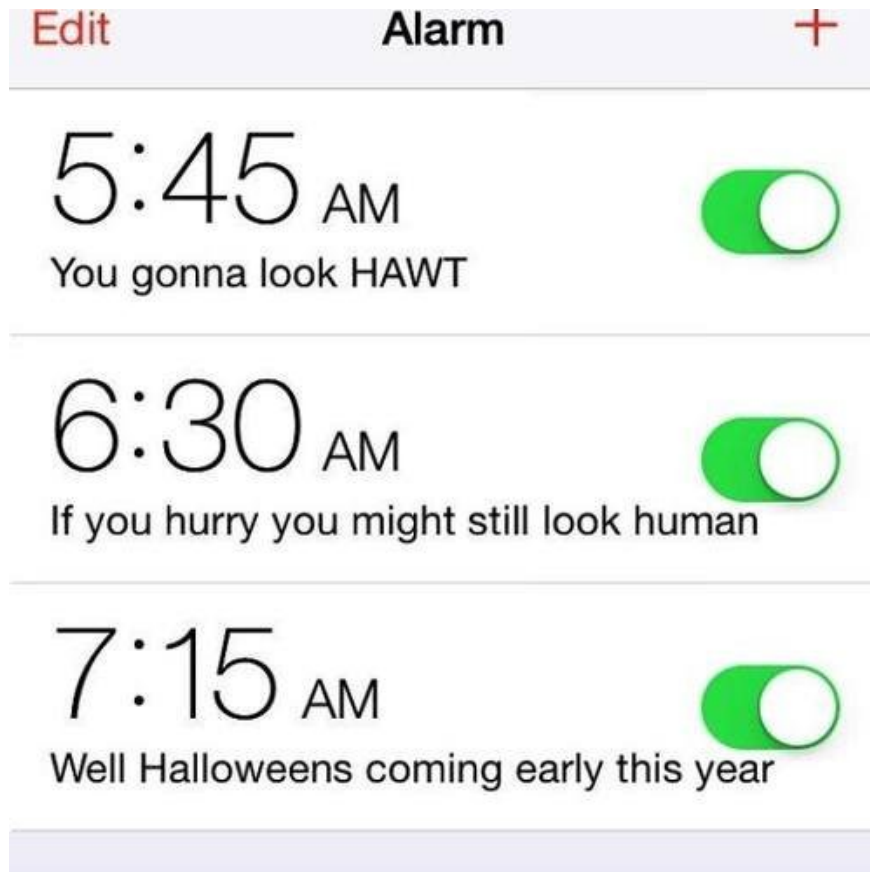 Edit Alarm +
5:45 AM
You gonna look HAWT
6:30 AM
If you hurry you might still look human
7:15 AM
Well Halloweens coming early this year